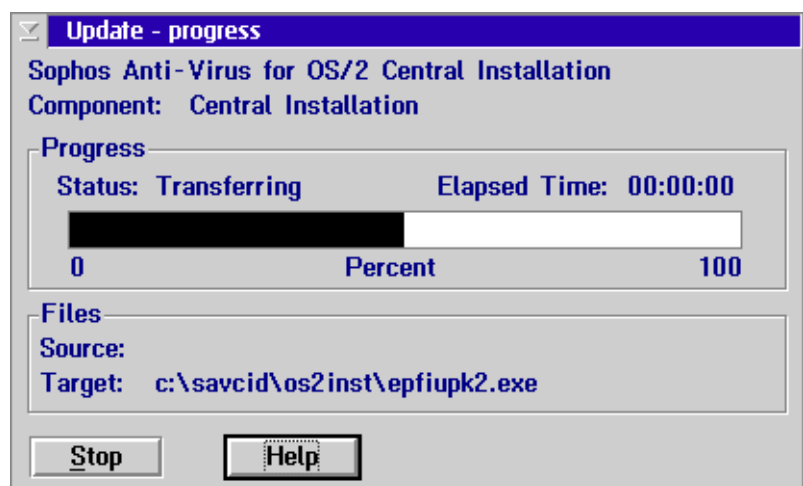 Update - progress
Sophos Anti-Virus for OS/2 Central Installation
Component: Central Installation
Progress
Status: Transferring Elapsed Time: 00:00:00
0 Percent 100
Files
Source:
Target: c:\savcid\os2inst\epfiupk2.exe
Stop Help